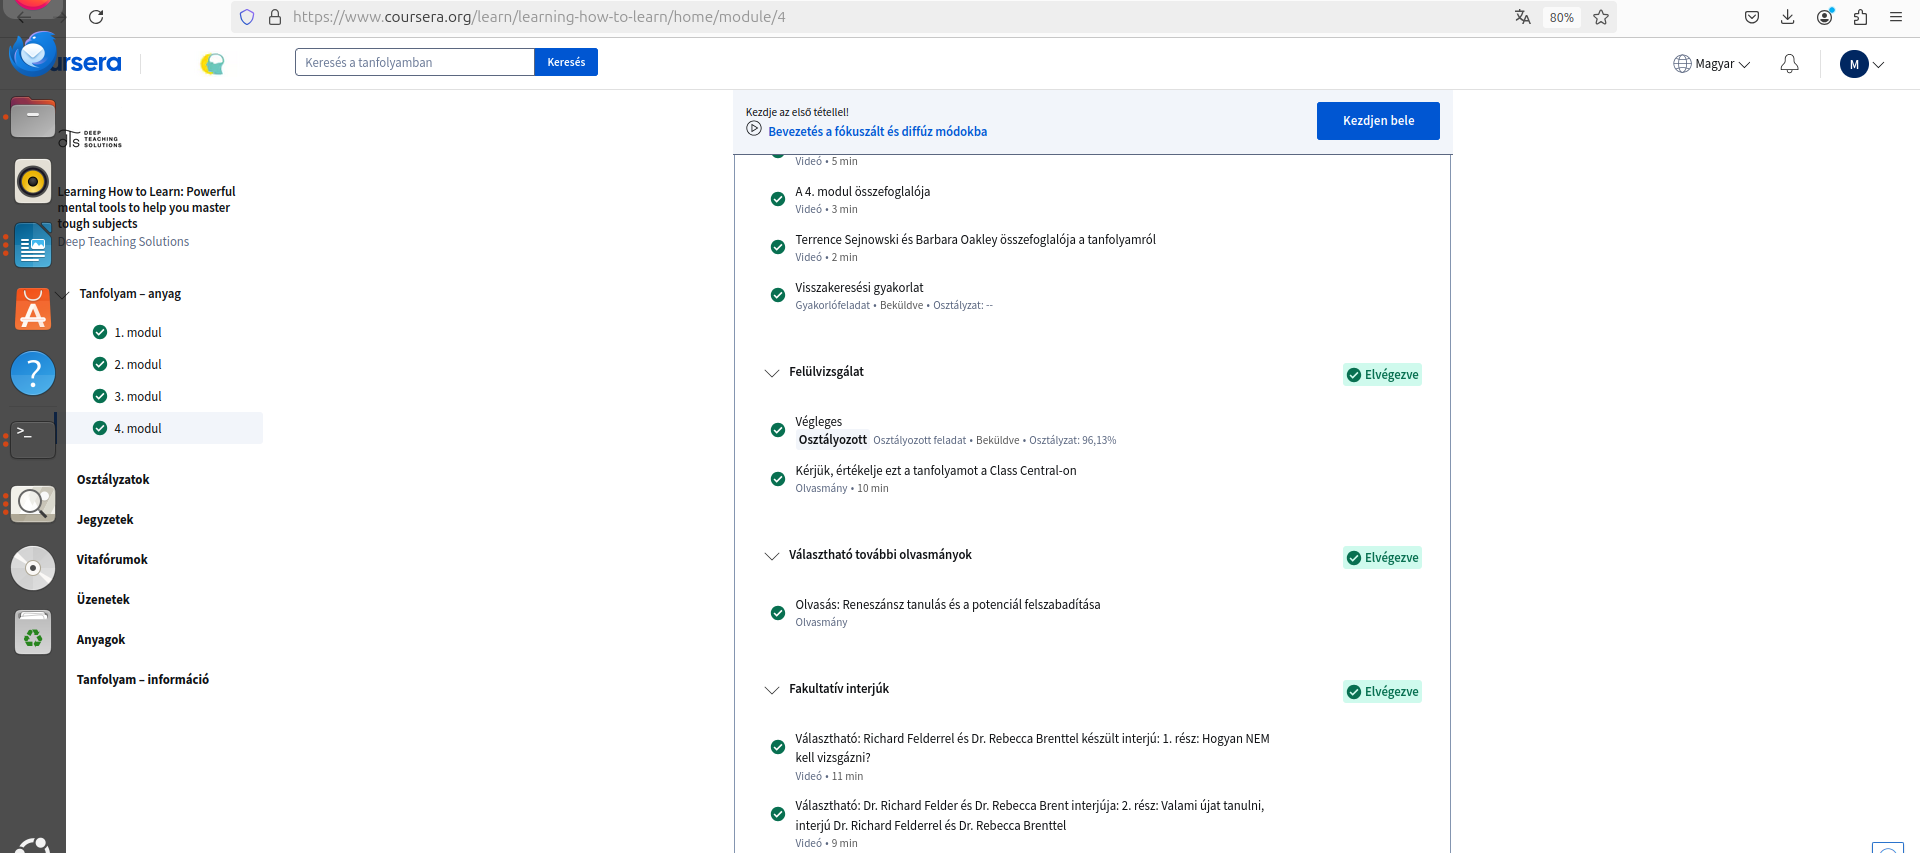 https://www.coursera.org/learn/learning-how-to-learn/home/module/4
80%
ursera
Keresés a tanfolyamban
Keresés
Magyar
M
DEEP
TEACHING
SOLUTIONS
dTs
Learning How to Learn: Powerful
mental tools to help you master
tough subjects
Deep Teaching Solutions
Tanfolyam – anyag
1. modul
2. modul
3. modul
4. modul
Osztályzatok
Jegyzetek
Vitafórumok
Üzenetek
Anyagok
Tanfolyam – információ
Kezdje az első tétellel!
Bevezetés a fókuszált és diffúz módokba
Kezdjen bele
Videó • 5 min
A 4. modul összefoglalója
Videó • 3 min
Terrence Sejnowski és Barbara Oakley összefoglalója a tanfolyamról
Videó • 2 min
Visszakeresési gyakorlat
Gyakorlófeladat • Beküldve • Osztályzat: --
Felülvizsgálat
Elvégezve
Végleges
Osztályozott Osztályozott feladat • Beküldve • Osztályzat: 96,13%
Kérjük, értékelje ezt a tanfolyamot a Class Central-on
Olvasmány • 10 min
Választható további olvasmányok
Elvégezve
Olvasás: Reneszánsz tanulás és a potenciál felszabadítása
Olvasmány
Fakultatív interjúk
Elvégezve
Választható: Richard Felderrel és Dr. Rebecca Brenttel készült interjú: 1. rész: Hogyan NEM
kell vizsgázni?
Videó • 11 min
Választható: Dr. Richard Felder és Dr. Rebecca Brent interjúja: 2. rész: Valami újat tanulni,
interjú Dr. Richard Felderrel és Dr. Rebecca Brenttel
Videó • 9 min